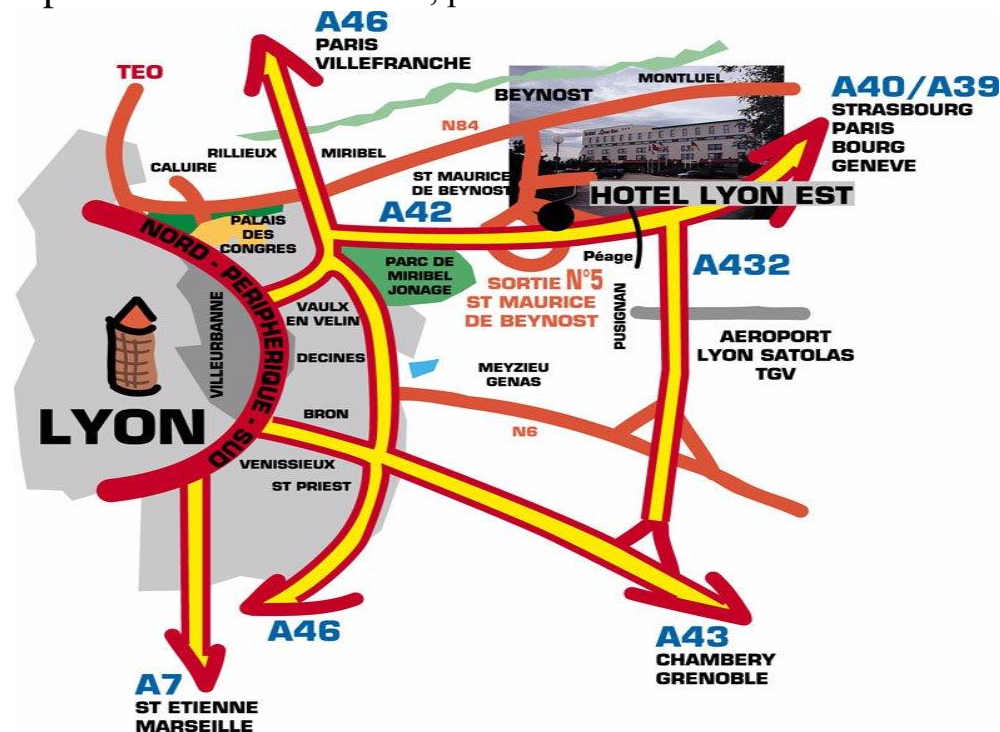 A46
PARIS
VILLEFRANCHE
TEO
MONTLUEL
BEYNOST
A40/A39
STRASBOURG
PARIS
BOURG
GENEVE
N84
RILLIEUX
MIRIBEL
CALUIRE
ST MAURICE
DE BEYNOST
HOTEL LYON EST
A42
PALAIS
DES
CONGRES
NORD - PERIPHERIQUE - SUD
PARC DE
MIRIBEL
JONAGE
Péage
A432
SORTIE N°5
ST MAURICE
DE BEYNOST
PUSIGNAN
VAULX
EN VELIN
VILLEURBANNE
AEROPORT
LYON SATOLAS
TGV
DECINES
MEYZIEU
GENAS
LYON
BRON
N6
VENISSIEUX
ST PRIEST
A46
A43
CHAMBERY
GRENOBLE
A7
ST ETIENNE
MARSEILLE